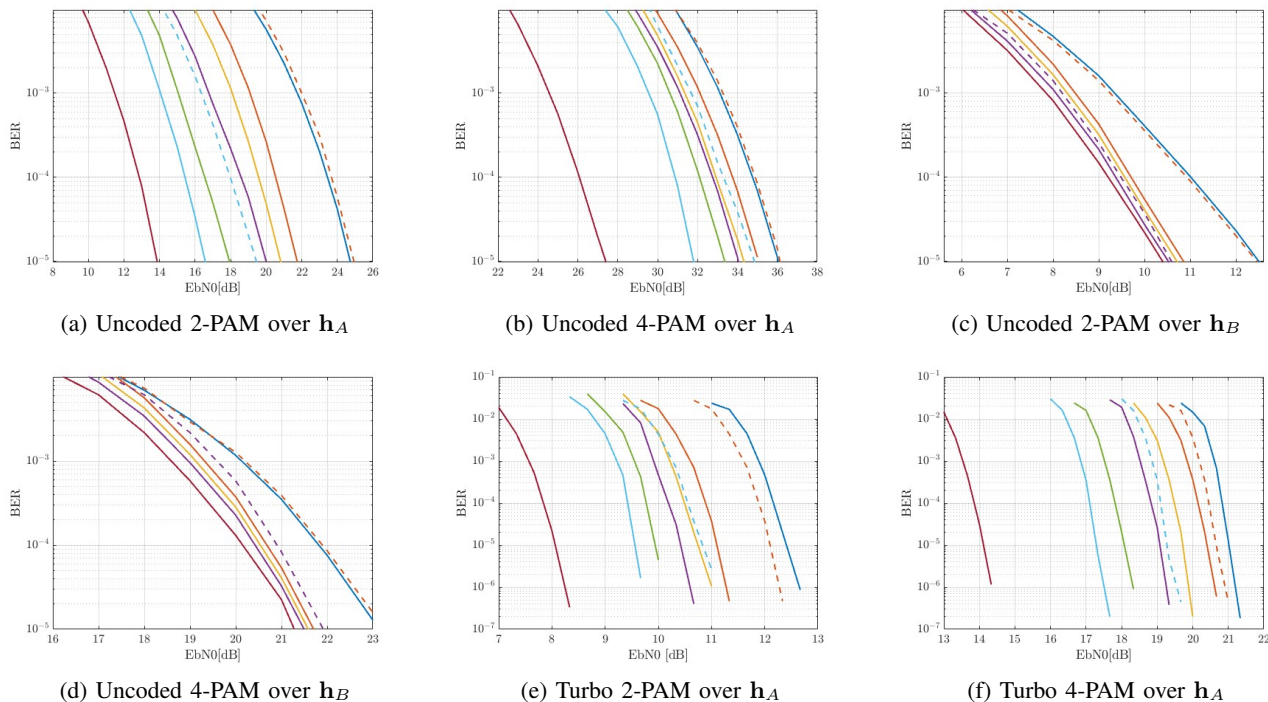 10^{-3}
10^{-4}
10^{-5}
BER
8 10 12 14 16 18 20 22 24 26
EbN0[dB]
(a) Uncoded 2-PAM over h_A
10^{-3}
10^{-4}
10^{-5}
BER
22 24 26 28 30 32 34 36 38
EbN0[dB]
(b) Uncoded 4-PAM over h_A
10^{-3}
10^{-4}
10^{-5}
BER
6 7 8 9 10 11 12
EbN0[dB]
(c) Uncoded 2-PAM over h_B
10^{-2}
10^{-3}
10^{-4}
10^{-5}
BER
16 17 18 19 20 21 22 23
EbN0[dB]
(d) Uncoded 4-PAM over h_B
10^{-1}
10^{-2}
10^{-3}
10^{-4}
10^{-5}
10^{-6}
10^{-7}
BER
7 8 9 10 11 12 13
EbN0 [dB]
(e) Turbo 2-PAM over h_A
10^{-1}
10^{-2}
10^{-3}
10^{-4}
10^{-5}
10^{-6}
10^{-7}
BER
13 14 15 16 17 18 19 20 21 22
EbN0 [dB]
(f) Turbo 4-PAM over h_A